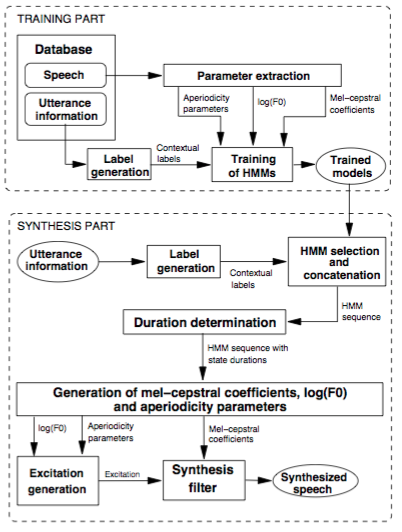 TRAINING PART
Database
Speech
Utterance
information
Parameter extraction
Aperiodicity
parameters
log(F0)
Mel−cepstral
coefficients
Label
generation
Contextual
labels
Training
of HMMs
Trained
models
SYNTHESIS PART
Utterance
information
Label
generation
Contextual
labels
HMM selection
and
concatenation
HMM
sequence
Duration determination
HMM sequence with
state durations
Generation of mel−cepstral coefficients, log(F0)
and aperiodicity parameters
log(F0)
Aperiodicity
parameters
Mel−cepstral
coefficients
Excitation
generation
Excitation
Synthesis
filter
Synthesized
speech